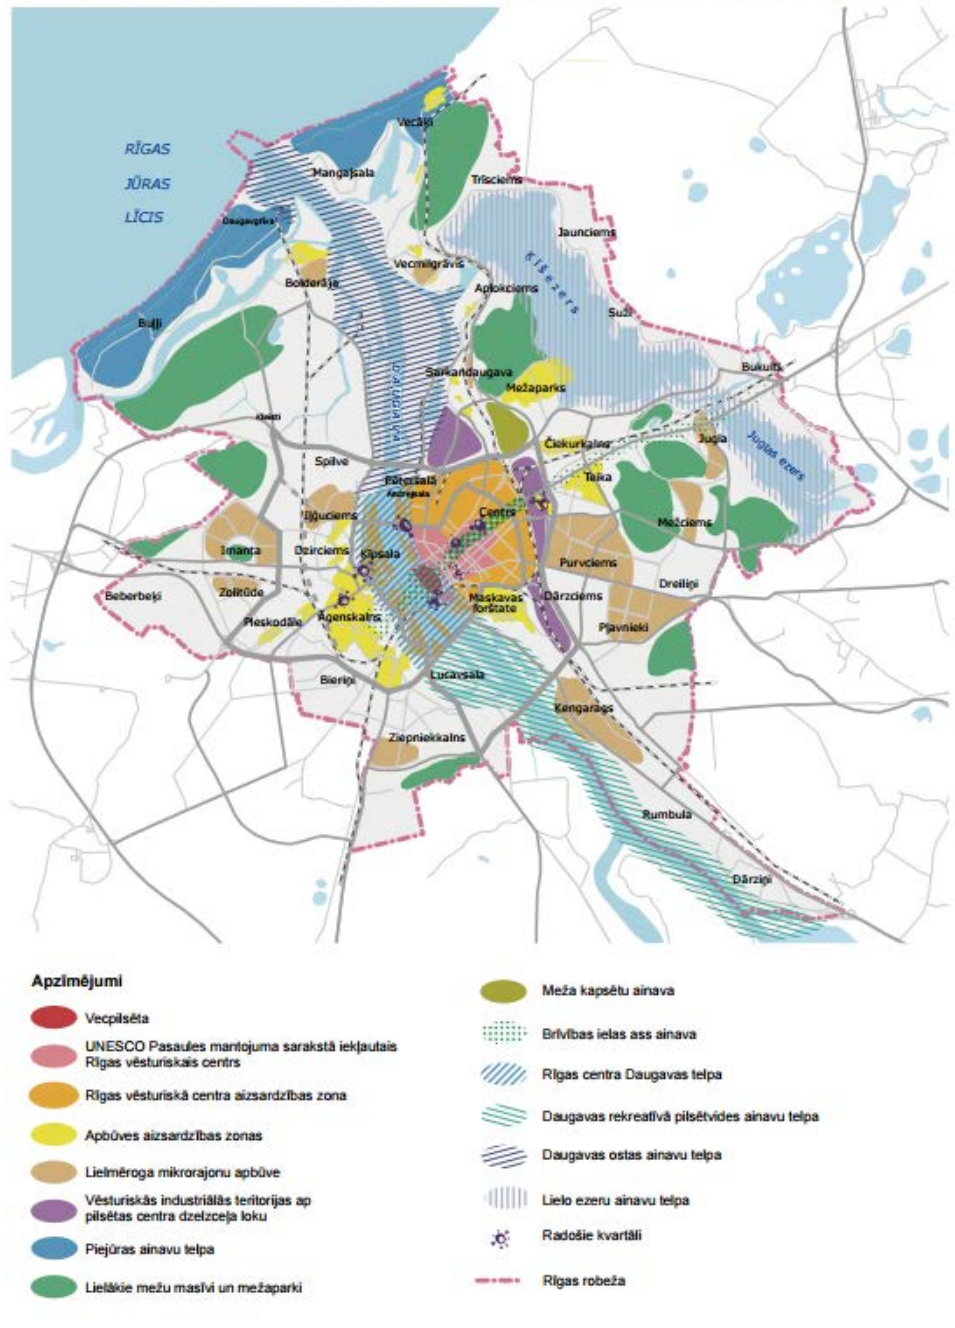 RĪGAS
JŪRAS
LĪCIS
Vecāķi
Mangaļsala
Trīsciems
Daugavgrīva
Jaunciems
Vecmīlgrāvis
Bolderāja
Ķīšezers
Aplokciems
Suži
Buļļi
Sarkandaugava
Bukulti
Mežaparks
DAUGAVA
Kleisti
Čiekurkalns
Jugla
Juglas ezers
Spilve
Pētersala
Andrejsala
Teika
Iļģuciems
Centrs
Mežciems
Imanta
Dzirciems
Ķīpsala
Purvciems
Beberbeķi
Zolitūde
Maskavas
forštate
Dārzciems
Dreiliņi
Pleskodāle
Āgenskalns
Pļavnieki
Bieriņi
Lucavsala
Ķengarags
Ziepniekkalns
Rumbula
Dārziņi
Apzīmējumi
Vecpilsēta
UNESCO Pasaules mantojuma sarakstā iekļautais
Rīgas vēsturiskais centrs
Rīgas vēsturiskā centra aizsardzības zona
Apbūves aizsardzības zonas
Lielmēroga mikrorajonu apbūve
Vēsturiskās industriālās teritorijas ap
pilsētas centra dzelzceļa loku
Piejūras ainavu telpa
Lielākie mežu masīvi un mežaparki
Meža kapsētu ainava
Brīvības ielas ass ainava
Rīgas centra Daugavas telpa
Daugavas rekreatīvā pilsētvides ainavu telpa
Daugavas ostas ainavu telpa
Lielo ezeru ainavu telpa
Radošie kvartāli
Rīgas robeža